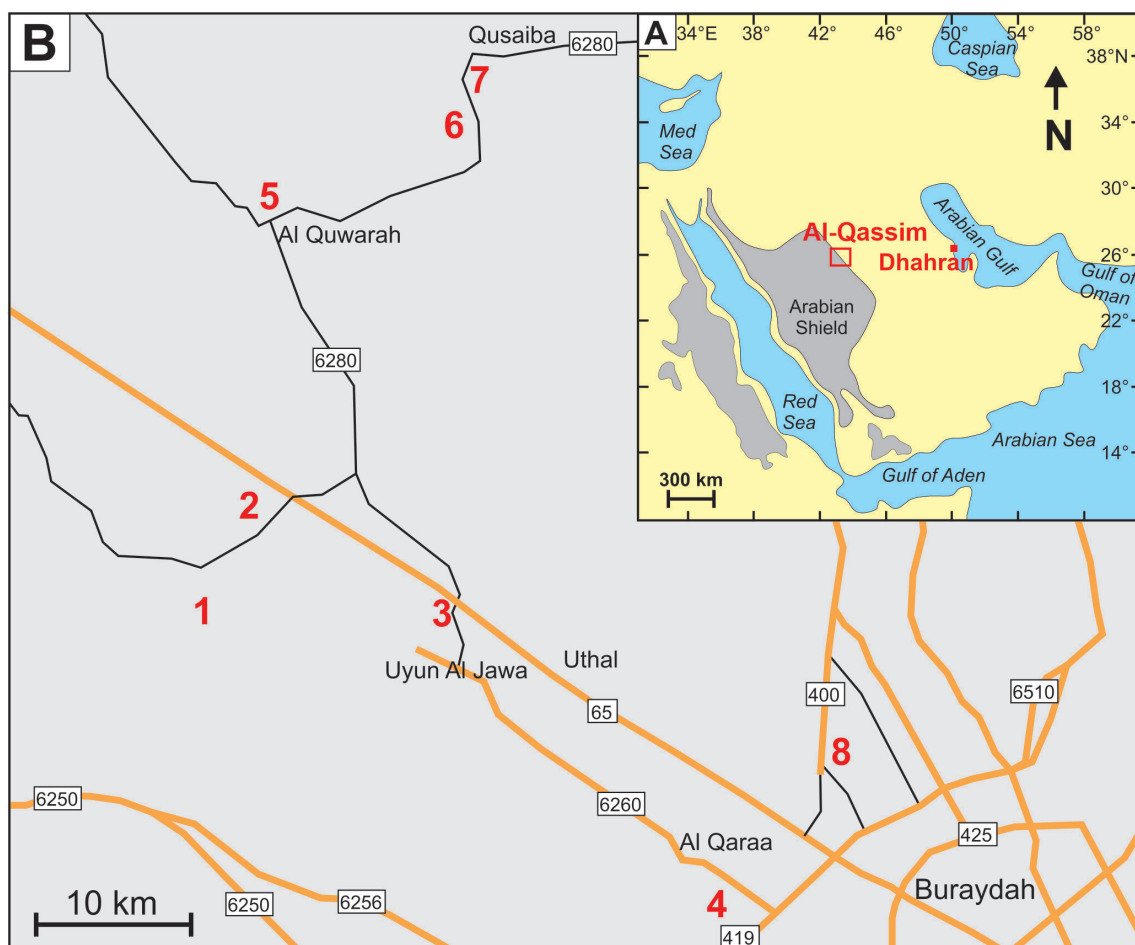 B
Qusaiba
6280
7
6
5
Al Quwarah
6280
2
1
3
Uyun Al Jawa
Uthal
65
400
6510
8
6250
6260
425
Al Qaraa
Buraydah
10 km
6250
6256
4
419
A
34°E
42°
46°
50°
58°
Caspian
Sea
38°N
N
Med
Sea
34°
30°
Al-Qassim
Dhahran
Arabian Gulf
26°
Gulf of
Oman
Arabian
Shield
22°
18°
Red
Sea
Arabian Sea
14°
Gulf of Aden
300 km